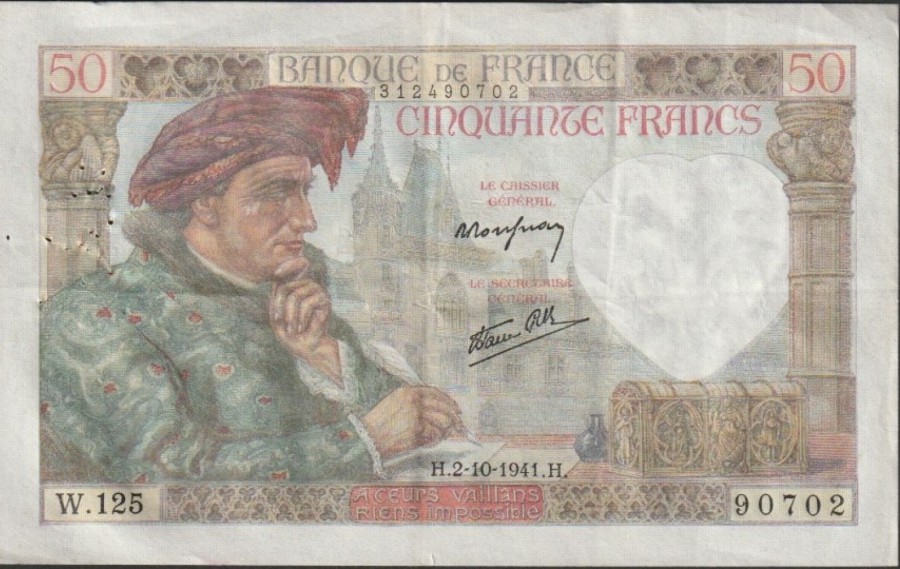 50
BANQUE DE FRANCE
50
312490702
CINQUANTE FRANCS
LE CAISSIER
GÉNÉRAL
LE SECRÉTAIRE
GÉNÉRAL
H.2-10-1941.H.
W.125
A CŒURS VAILLANS
RIENS IMPOSSIBLE
90702